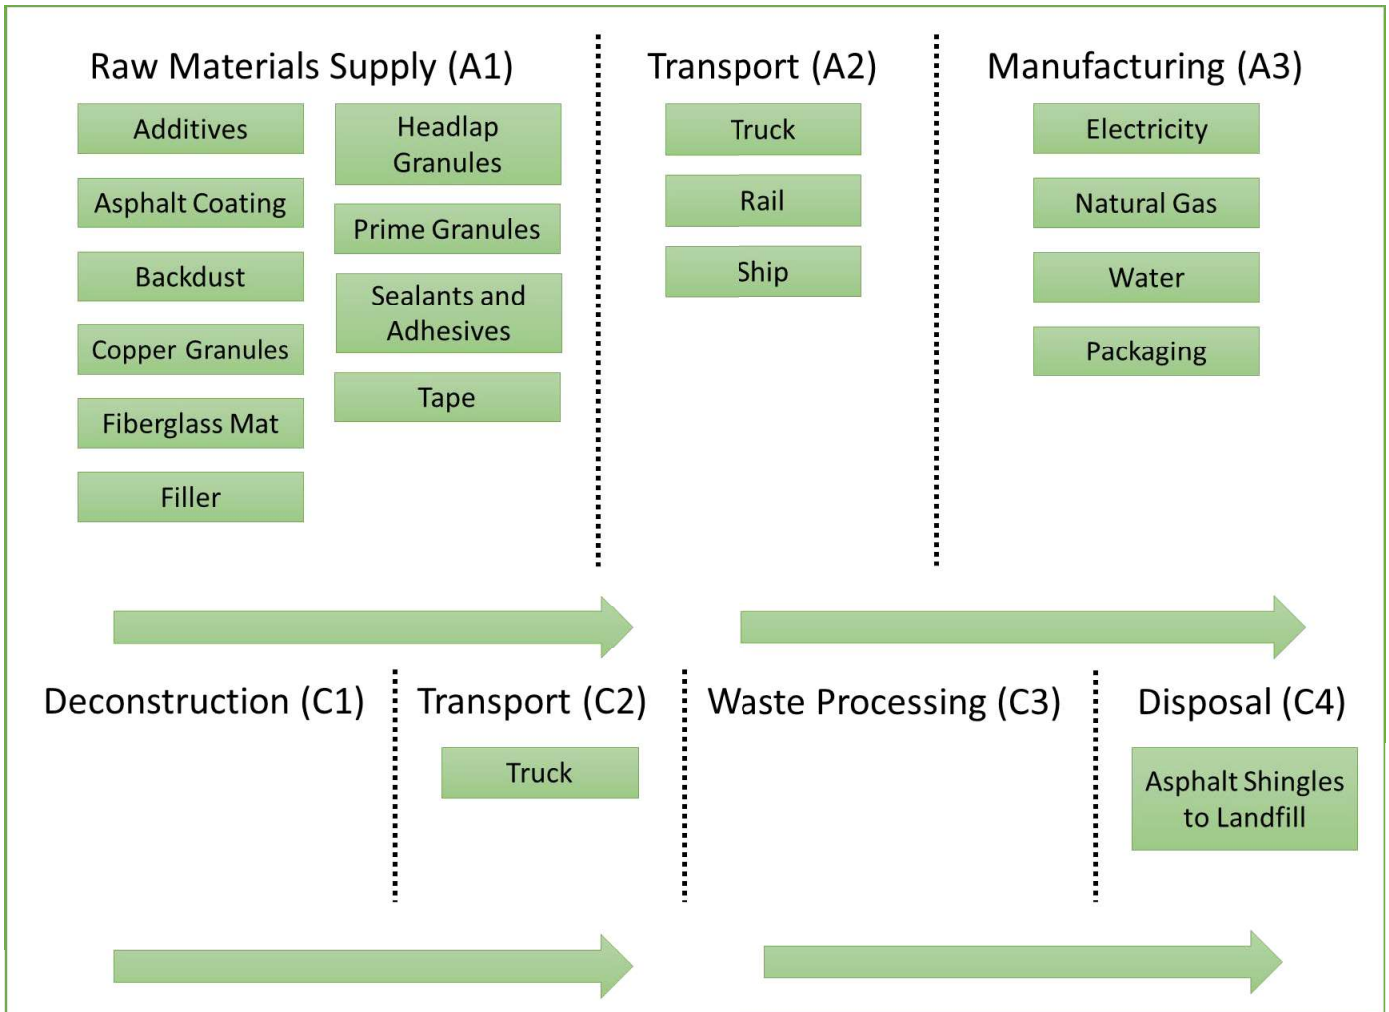 Raw Materials Supply (A1)
Additives
Asphalt Coating
Backdust
Copper Granules
Fiberglass Mat
Filler
Headlap
Granules
Prime Granules
Sealants and
Adhesives
Tape
Transport (A2)
Truck
Rail
Ship
Manufacturing (A3)
Electricity
Natural Gas
Water
Packaging
Deconstruction (C1)
Transport (C2)
Truck
Waste Processing (C3)
Disposal (C4)
Asphalt Shingles
to Landfill